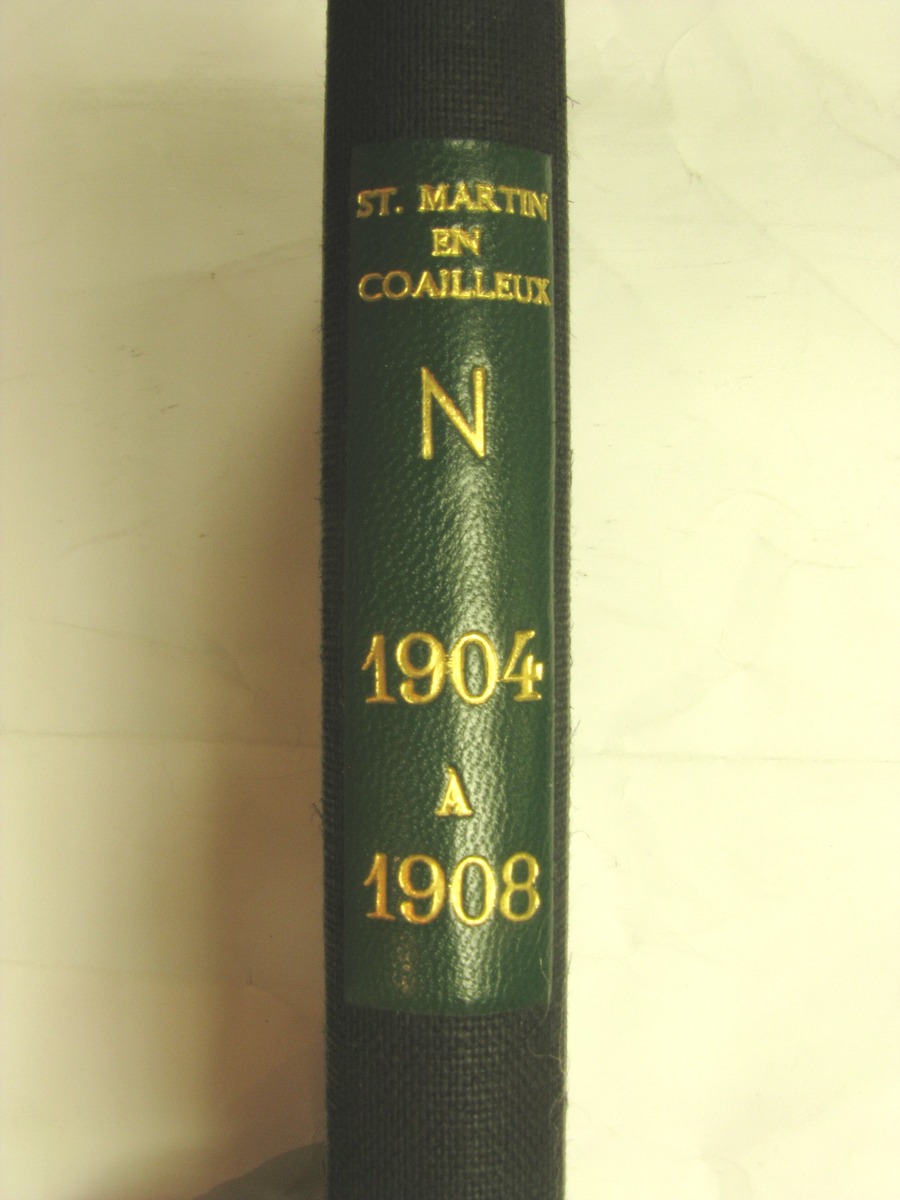 ST. MARTIN
EN
COAILLEUX
N
1904
A
1908